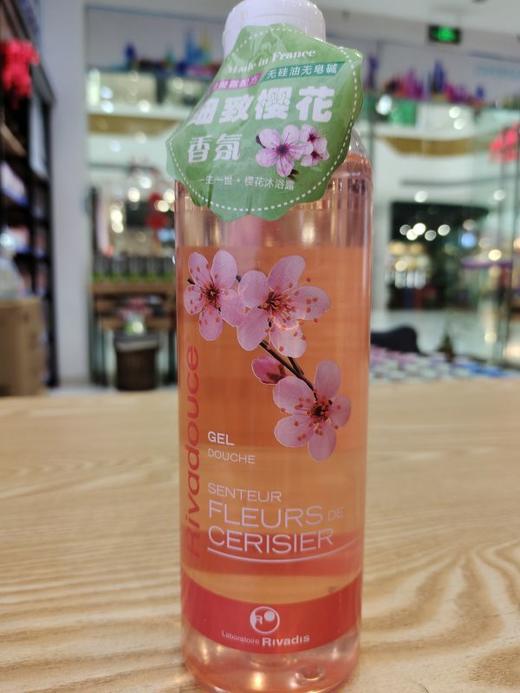 Made in France
无硅油无皂碱
油致樱花
香氛
一生一世·樱花沐浴露
Rivadouce
GEL
DOUCHE
SENTEUR
FLEURS DE
CERISIER
Laboratoire Rivadis